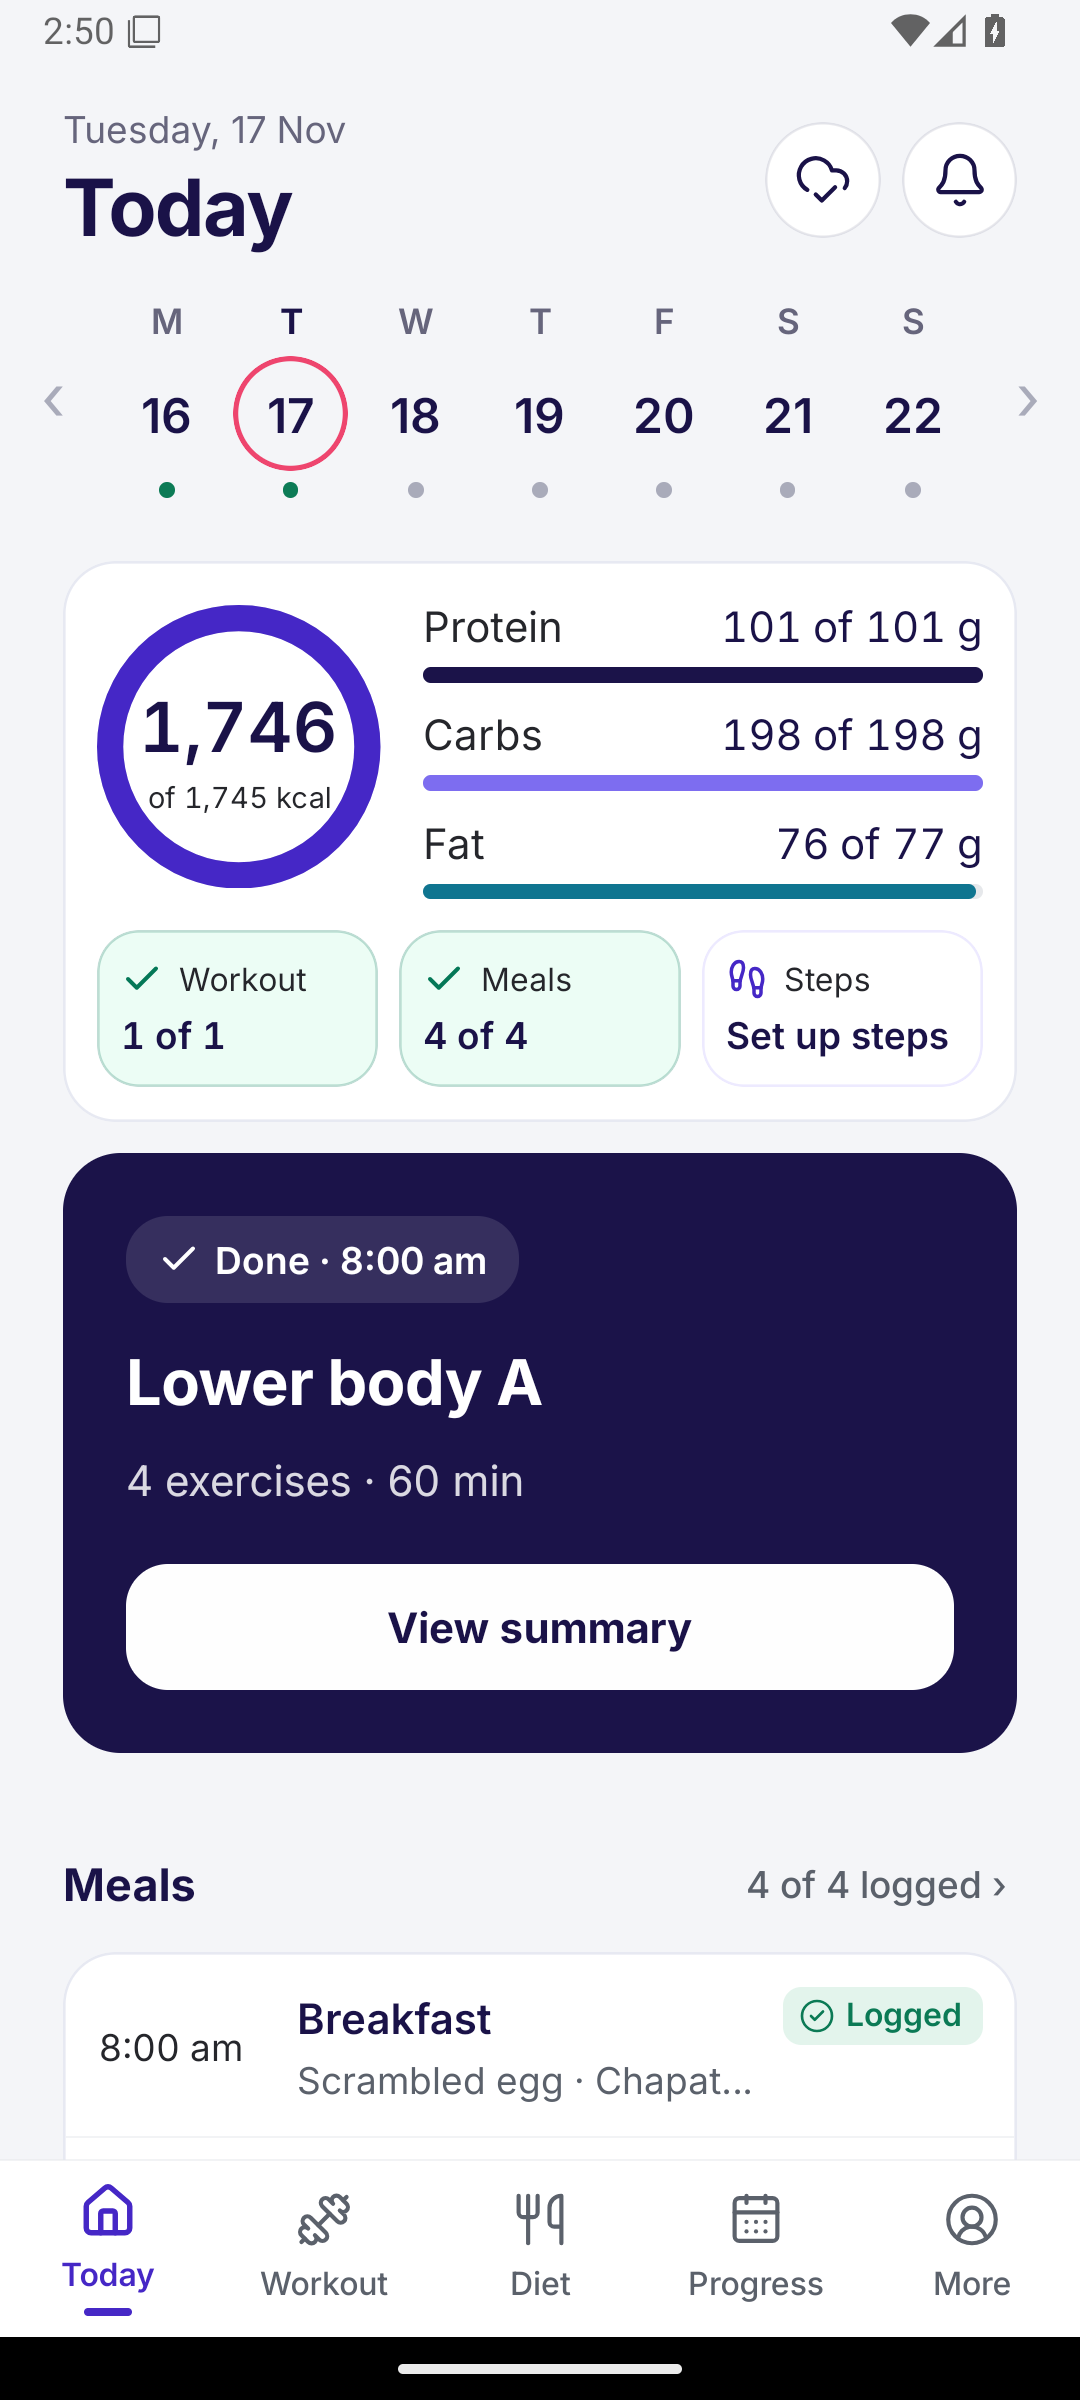 2:50
Tuesday, 17 Nov
Today
M T W T F S S
‹ 16 17 18 19 20 21 22 ›
1,746
of 1,745 kcal
Protein 101 of 101 g
Carbs 198 of 198 g
Fat 76 of 77 g
Workout
1 of 1
Meals
4 of 4
Steps
Set up steps
Done · 8:00 am
Lower body A
4 exercises · 60 min
View summary
Meals 4 of 4 logged ›
8:00 am
Breakfast
Scrambled egg · Chapat...
Logged
Today Workout Diet Progress More